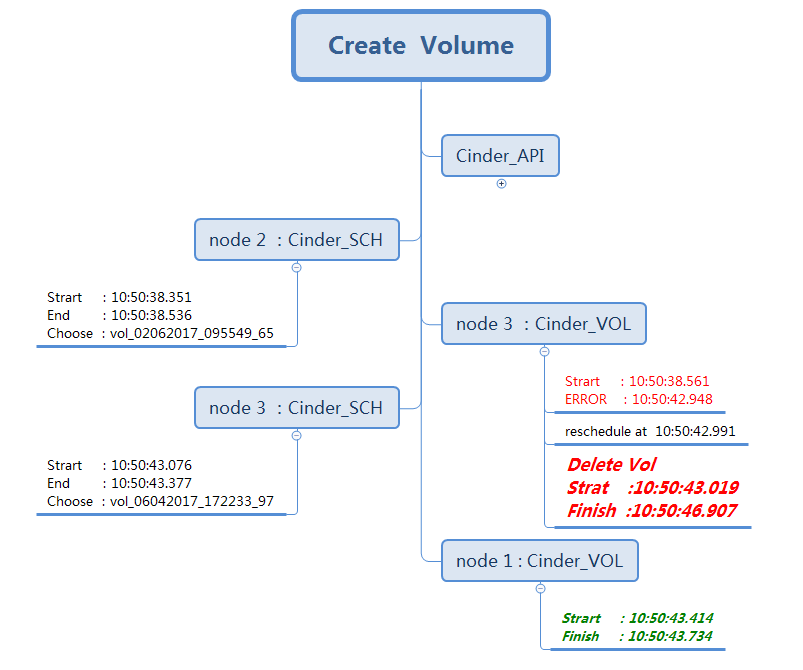 Create Volume
Cinder_API
node 2 : Cinder_SCH
Strart : 10:50:38.351
End : 10:50:38.536
Choose : vol_02062017_095549_65
node 3 : Cinder_VOL
Strart : 10:50:38.561
ERROR : 10:50:42.948
reschedule at 10:50:42.991
Delete Vol
Strat :10:50:43.019
Finish :10:50:46.907
node 3 : Cinder_SCH
Strart : 10:50:43.076
End : 10:50:43.377
Choose : vol_06042017_172233_97
node 1 : Cinder_VOL
Strart : 10:50:43.414
Finish : 10:50:43.734